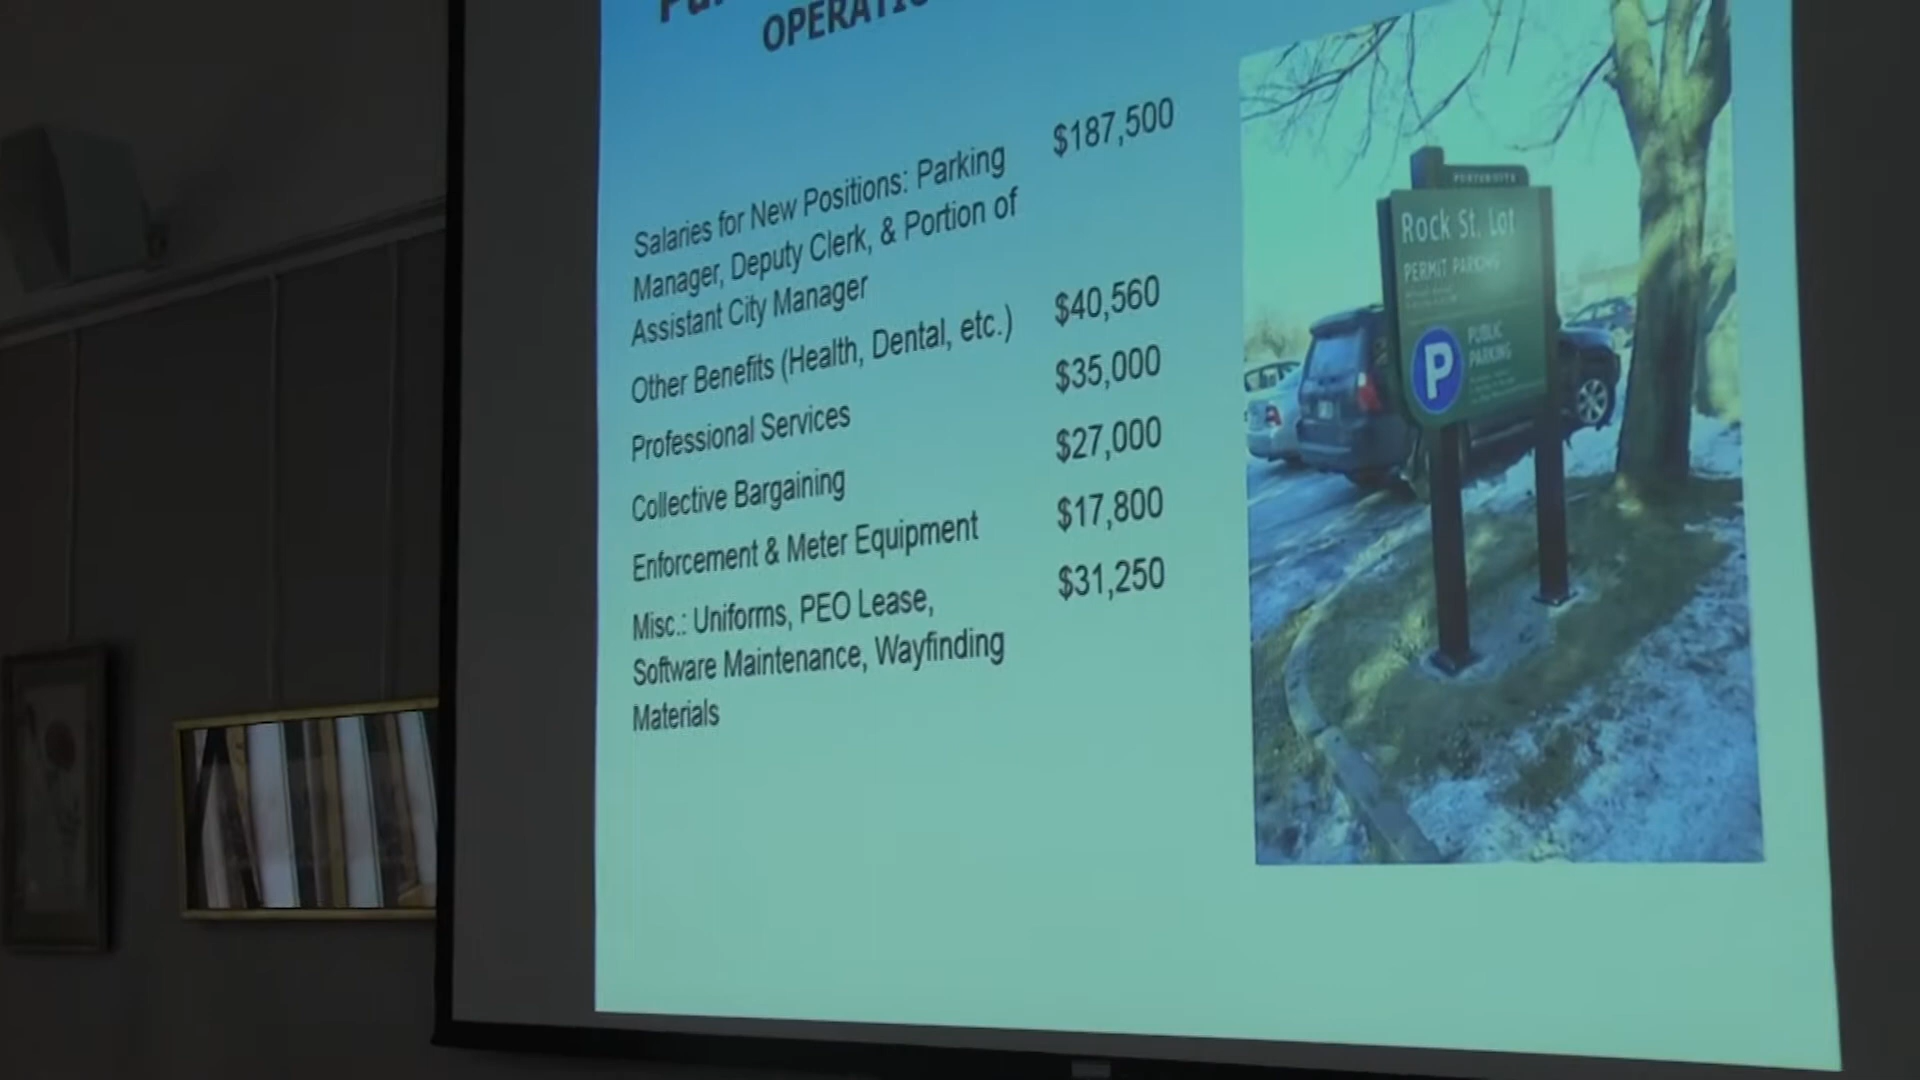 OPERATIO
$187,500
Salaries for New Positions: Parking
Manager, Deputy Clerk, & Portion of
Assistant City Manager
$40,560
Other Benefits (Health, Dental, etc.)
$35,000
Professional Services
$27,000
Collective Bargaining
$17,800
Enforcement & Meter Equipment
$31,250
Misc.: Uniforms, PEO Lease,
Software Maintenance, Wayfinding
Materials
Rock St. Lot
PERMIT PARKING
P
PUBLIC
PARKING